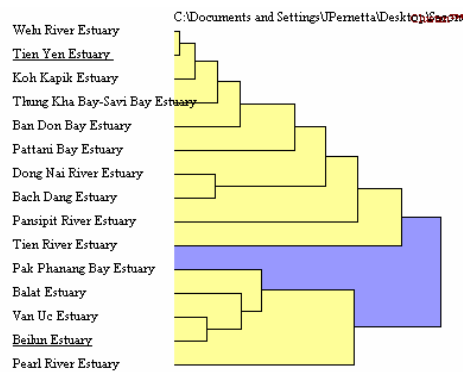 C:\Documents and Settings\JPernetta\Desktop
Welu River Estuary
Tien Yen Estuary
Koh Kapik Estuary
Thung Kha Bay-Savi Bay Estuary
Ban Don Bay Estuary
Pattani Bay Estuary
Dong Nai River Estuary
Bach Dang Estuary
Pansipit River Estuary
Tien River Estuary
Pak Phanang Bay Estuary
Balat Estuary
Van Uc Estuary
Beilun Estuary
Pearl River Estuary